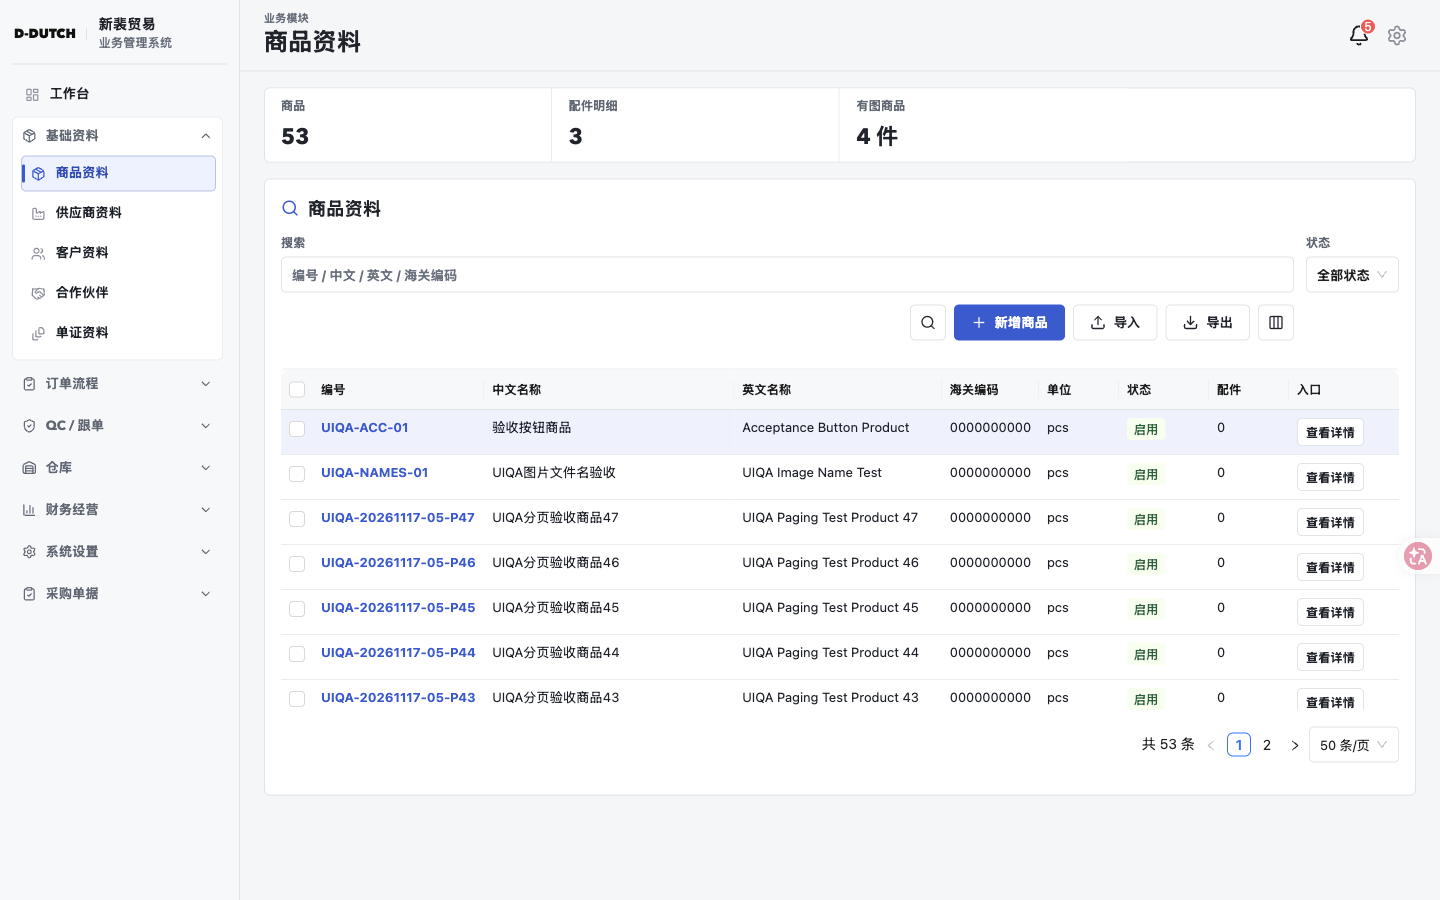 D-DUTCH
新裴贸易
业务管理系统
工作台
基础资料
商品资料
供应商资料
客户资料
合作伙伴
单证资料
订单流程
QC / 跟单
仓库
财务经营
系统设置
采购单据
业务模块
商品资料
5
商品
53
配件明细
3
有图商品
4 件
商品资料
搜索
状态
编号 / 中文 / 英文 / 海关编码
全部状态
新增商品
导入
导出
编号 中文名称 英文名称 海关编码 单位 状态 配件 入口
UIQA-ACC-01 验收按钮商品 Acceptance Button Product 0000000000 pcs 启用 0 查看详情
UIQA-NAMES-01 UIQA图片文件名验收 UIQA Image Name Test 0000000000 pcs 启用 0 查看详情
UIQA-20261117-05-P47 UIQA分页验收商品47 UIQA Paging Test Product 47 0000000000 pcs 启用 0 查看详情
UIQA-20261117-05-P46 UIQA分页验收商品46 UIQA Paging Test Product 46 0000000000 pcs 启用 0 查看详情
UIQA-20261117-05-P45 UIQA分页验收商品45 UIQA Paging Test Product 45 0000000000 pcs 启用 0 查看详情
UIQA-20261117-05-P44 UIQA分页验收商品44 UIQA Paging Test Product 44 0000000000 pcs 启用 0 查看详情
UIQA-20261117-05-P43 UIQA分页验收商品43 UIQA Paging Test Product 43 0000000000 pcs 启用 0 查看详情
共 53 条 1 2 50 条/页